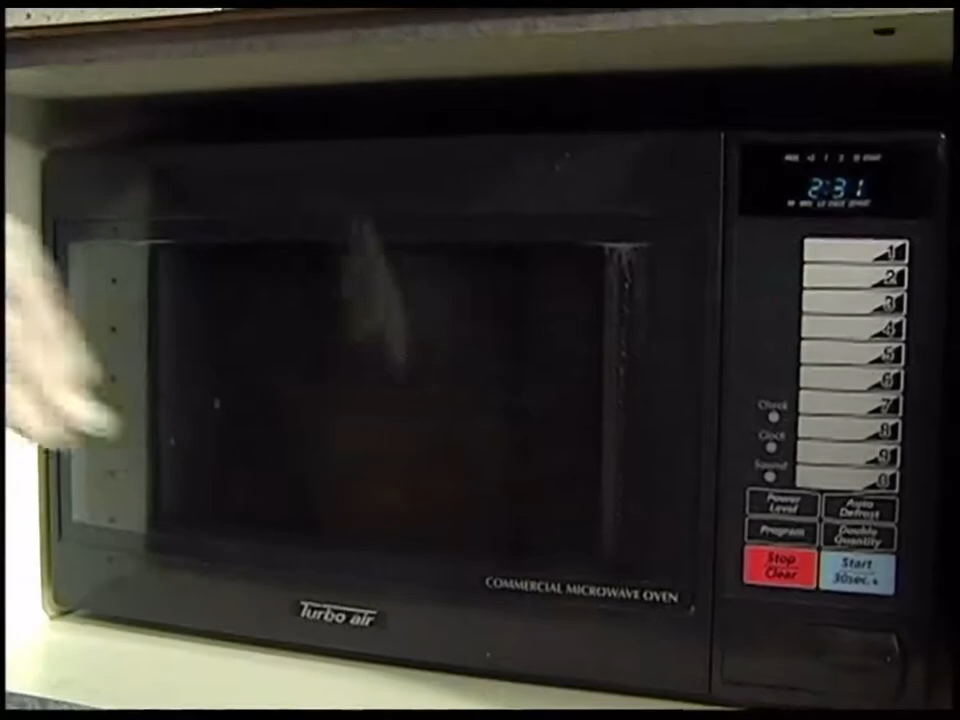 2:31
1
2
3
4
5
6
7
8
9
0
Check
Clock
Sound
Power
Level
Auto
Defrost
Program
Double
Quantity
Stop
Clear
Start
30sec.+
COMMERCIAL MICROWAVE OVEN
Turbo air